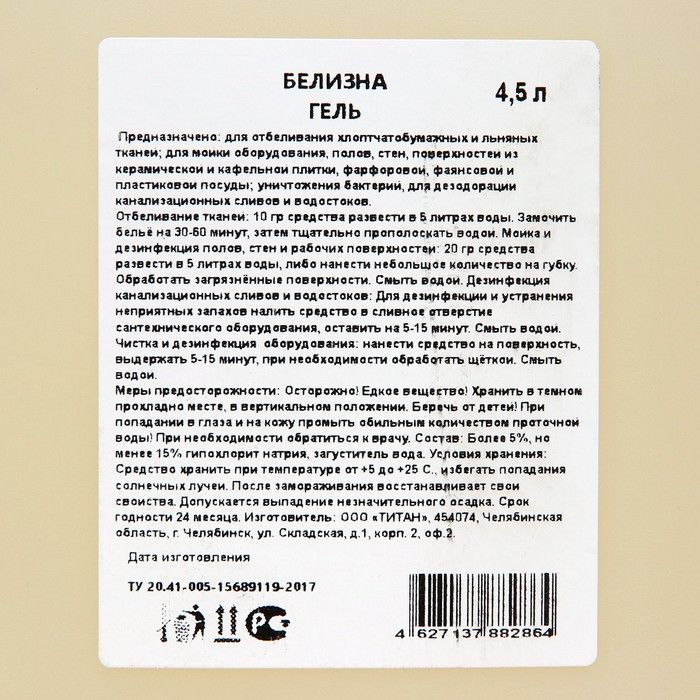 БЕЛИЗНА
ГЕЛЬ
4,5 л
Предназначено: для отбеливания хлоптчатобумажных и льняных
тканей; для мойки оборудования, полов, стен, поверхностей из
керамической и кафельной плитки, фарфоровой, фаянсовой и
пластиковой посуды; уничтожения бактерий, для дезодорации
канализационных сливов и водостоков.
Отбеливание тканей: 10 гр средства развести в 5 литрах воды. Замочить
бельё на 30-60 минут, затем тщательно прополоскать водой. Мойка и
дезинфекция полов, стен и рабочих поверхностей: 20 гр средства
развести в 5 литрах воды, либо нанести небольшое количество на губку.
Обработать загрязнённые поверхности. Смыть водой. Дезинфекция
канализационных сливов и водостоков: Для дезинфекции и устранения
неприятных запахов налить средство в сливное отверстие
сантехнического оборудования, оставить на 5-15 минут. Смыть водой.
Чистка и дезинфекция оборудования: нанести средство на поверхность,
выдержать 5-15 минут, при необходимости обработать щёткой. Смыть
водой.
Меры предосторожности: Осторожно! Едкое вещество! Хранить в темном
прохладно месте, в вертикальном положении. Беречь от детей! При
попадании в глаза и на кожу промыть обильным количеством проточной
воды! При необходимости обратиться к врачу. Состав: Более 5%, но
менее 15% гипохлорит натрия, загуститель вода. Условия хранения:
Средство хранить при температуре от +5 до +25 С., избегать попадания
солнечных лучей. После замораживания восстанавливает свои
свойства. Допускается выпадение незначительного осадка. Срок
годности 24 месяца. Изготовитель: ООО «ТИТАН», 454074, Челябинская
область, г. Челябинск, ул. Складская, д.1, корп. 2, оф.2.
Дата изготовления
ТУ 20.41-005-15689119-2017
РС
4 627137 882864